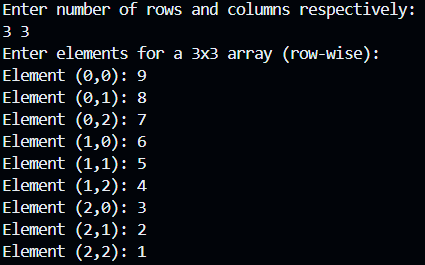 Enter number of rows and columns respectively:
3 3
Enter elements for a 3x3 array (row-wise):
Element (0,0): 9
Element (0,1): 8
Element (0,2): 7
Element (1,0): 6
Element (1,1): 5
Element (1,2): 4
Element (2,0): 3
Element (2,1): 2
Element (2,2): 1